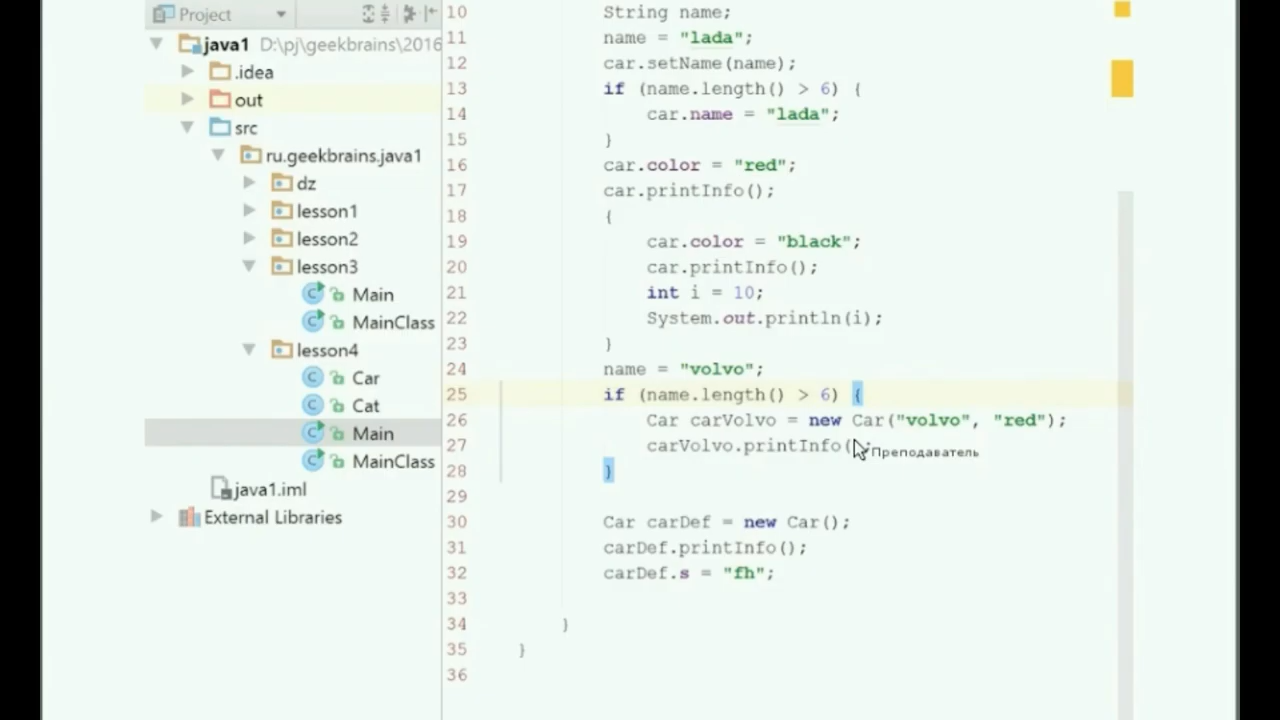 Project
java1 D:\pj\geekbrains\2016
.idea
out
src
ru.geekbrains.java1
dz
lesson1
lesson2
lesson3
Main
MainClass
lesson4
Car
Cat
Main
MainClass
java1.iml
External Libraries
10 String name;
11 name = "lada";
12 car.setName(name);
13 if (name.length() > 6) {
14 car.name = "lada";
15 }
16 car.color = "red";
17 car.printInfo();
18 {
19 car.color = "black";
20 car.printInfo();
21 int i = 10;
22 System.out.println(i);
23 }
24 name = "volvo";
25 if (name.length() > 6) {
26 Car carVolvo = new Car("volvo", "red");
27 carVolvo.printInfo(;
Преподаватель
28 }
29
30 Car carDef = new Car();
31 carDef.printInfo();
32 carDef.s = "fh";
33
34 }
35 }
36